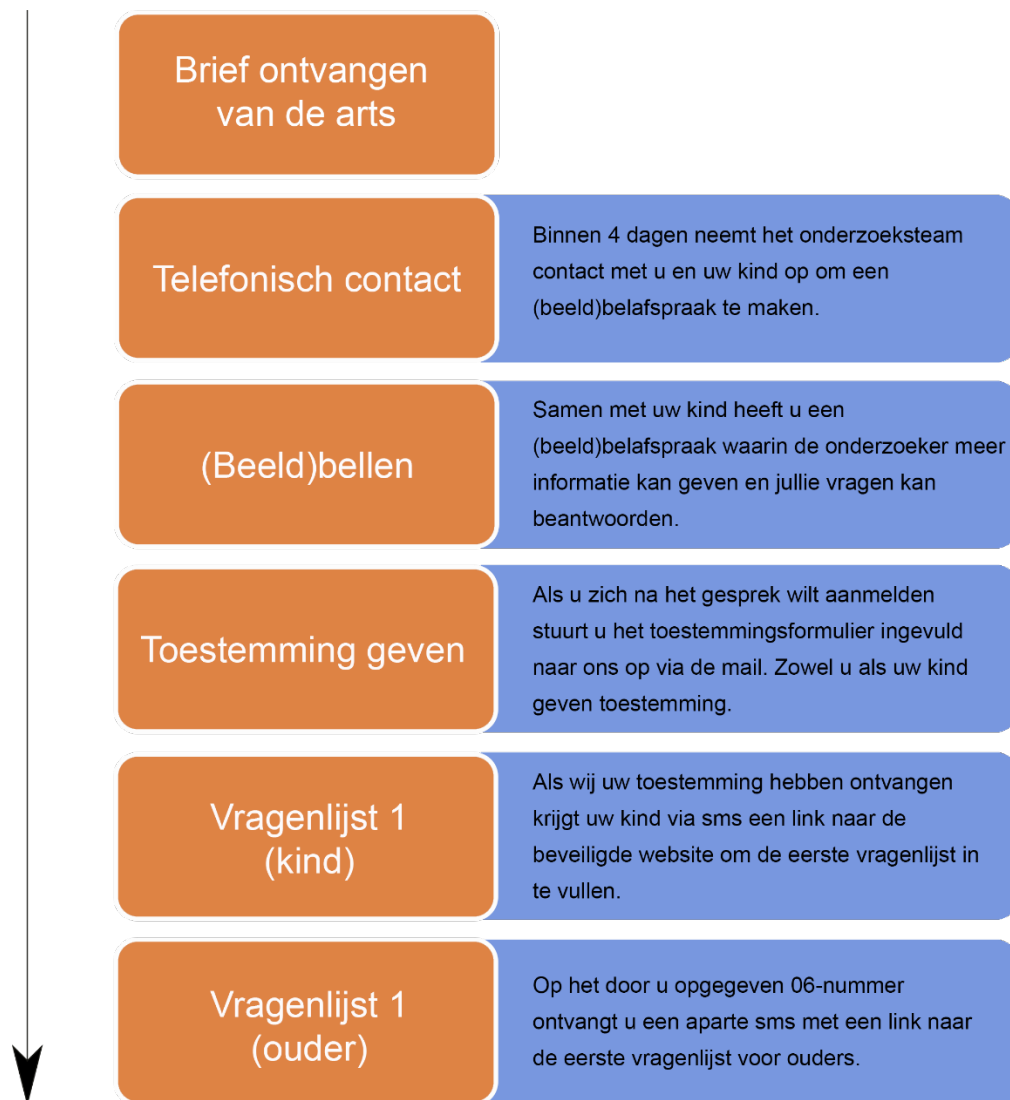 Brief ontvangen
van de arts
Telefonisch contact
Binnen 4 dagen neemt het onderzoeksteam
contact met u en uw kind op om een
(beeld)belafspraak te maken.
(Beeld)bellen
Samen met uw kind heeft u een
(beeld)belafspraak waarin de onderzoeker meer
informatie kan geven en jullie vragen kan
beantwoorden.
Toestemming geven
Als u zich na het gesprek wilt aanmelden
stuurt u het toestemmingsformulier ingevuld
naar ons op via de mail. Zowel u als uw kind
geven toestemming.
Vragenlijst 1
(kind)
Als wij uw toestemming hebben ontvangen
krijgt uw kind via sms een link naar de
beveiligde website om de eerste vragenlijst in
te vullen.
Vragenlijst 1
(ouder)
Op het door u opgegeven 06-nummer
ontvangt u een aparte sms met een link naar
de eerste vragenlijst voor ouders.